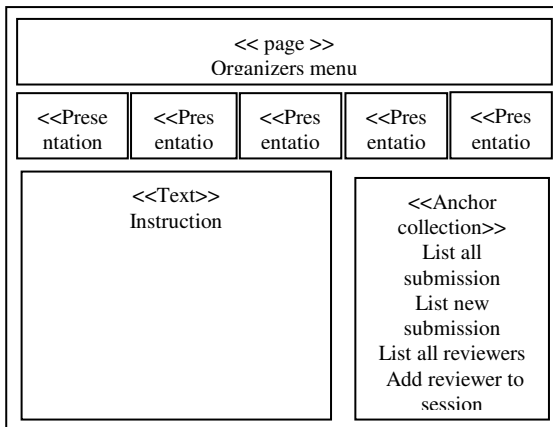 << page >>
Organizers menu
<<Prese
ntation
<<Pres
entatio
<<Pres
entatio
<<Pres
entatio
<<Pres
entatio
<<Text>>
Instruction
<<Anchor
collection>>
List all
submission
List new
submission
List all reviewers
Add reviewer to
session